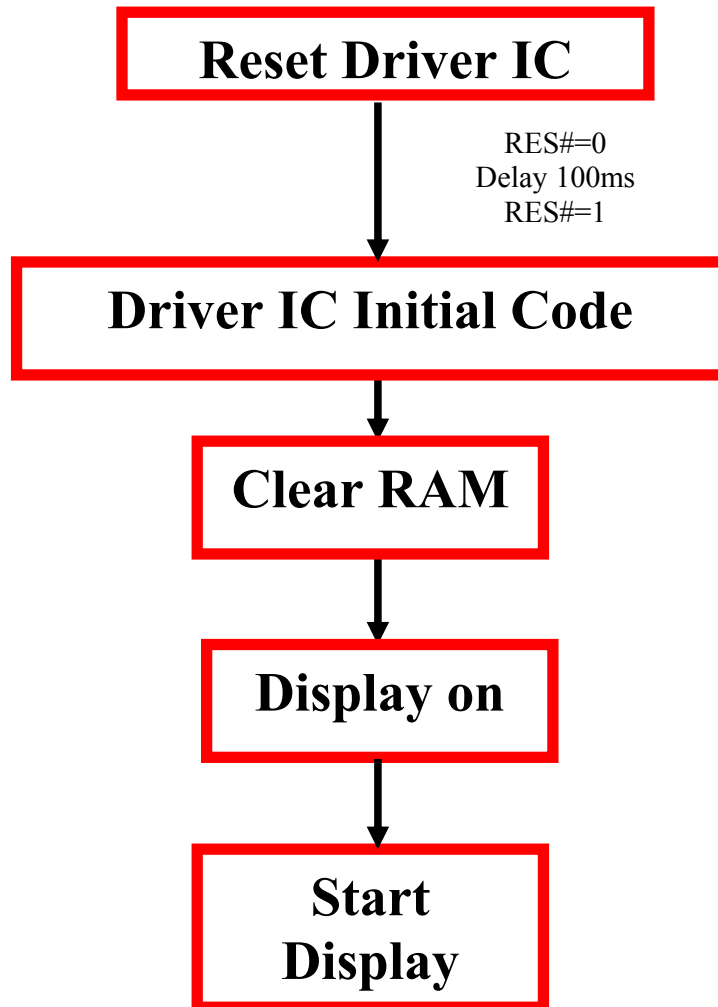 Reset Driver IC
RES#=0
Delay 100ms
RES#=1
Driver IC Initial Code
Clear RAM
Display on
Start
Display